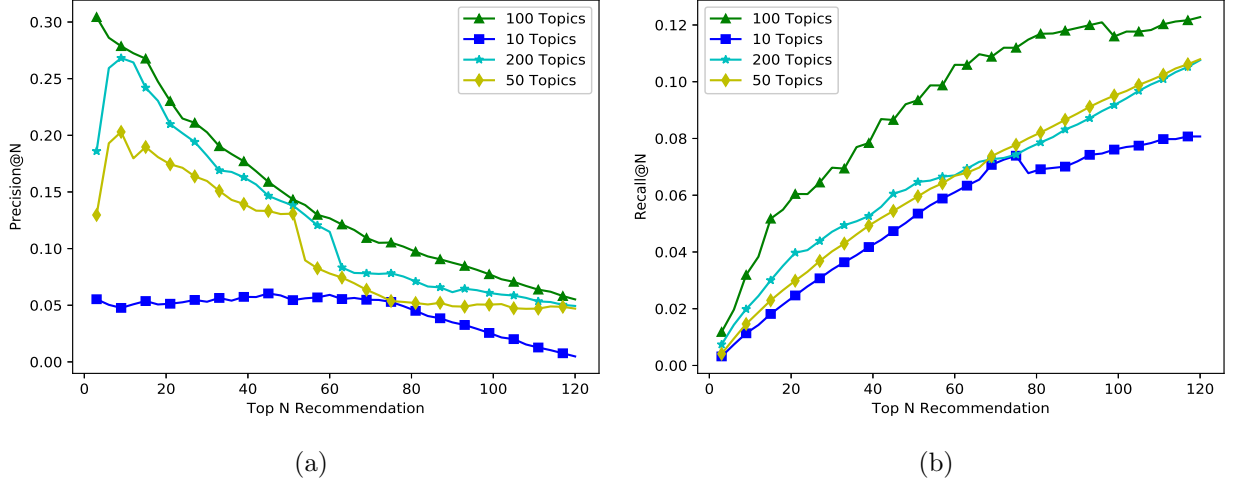 100 Topics
10 Topics
200 Topics
50 Topics
Precision@N
0.30
0.25
0.20
0.15
0.10
0.05
0.00
0 20 40 60 80 100 120
Top N Recommendation
(a)
100 Topics
10 Topics
200 Topics
50 Topics
Recall@N
0.12
0.10
0.08
0.06
0.04
0.02
0.00
0 20 40 60 80 100 120
Top N Recommendation
(b)